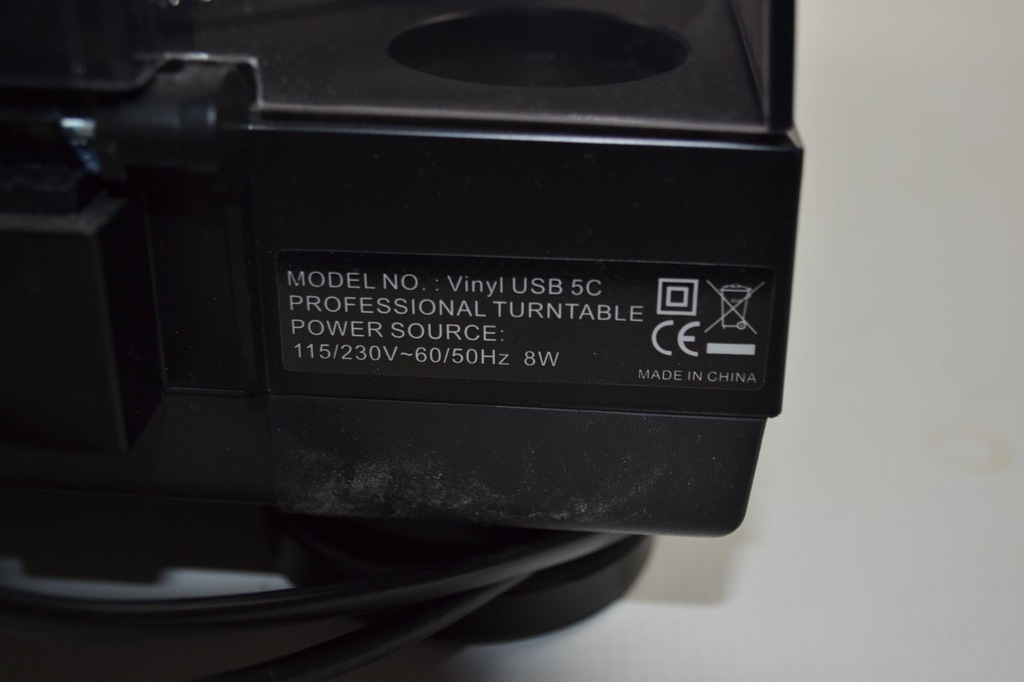 MODEL NO. : Vinyl USB 5C
PROFESSIONAL TURNTABLE
POWER SOURCE:
115/230V~60/50Hz 8W
CE
MADE IN CHINA